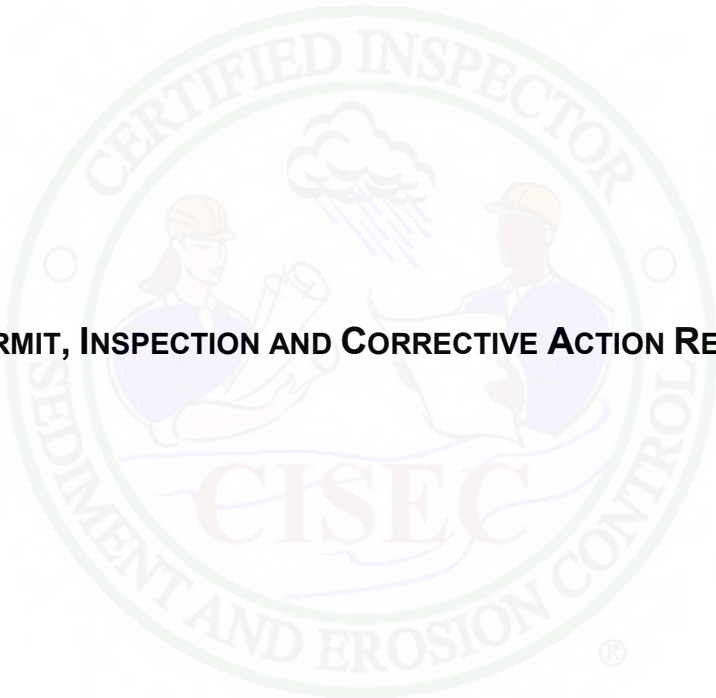 CERTIFIED INSPECTOR
RMIT, INSPECTION AND CORRECTIVE ACTION RE
CISEC
SEDIMENT AND EROSION CONTROL
®